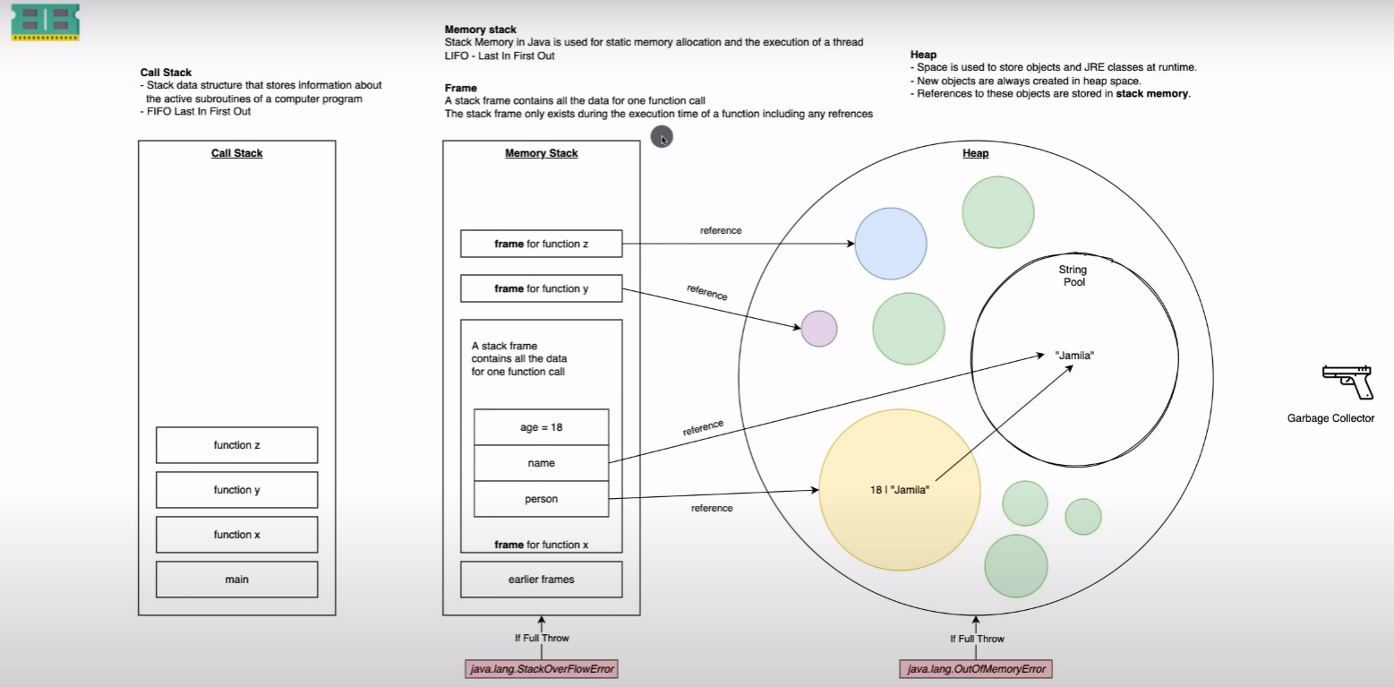 Call Stack
- Stack data structure that stores information about
the active subroutines of a computer program
- FIFO Last In First Out
Memory stack
Stack Memory in Java is used for static memory allocation and the execution of a thread
LIFO - Last In First Out
Frame
A stack frame contains all the data for one function call
The stack frame only exists during the execution time of a function including any refrences
Heap
- Space is used to store objects and JRE classes at runtime.
- New objects are always created in heap space.
- References to these objects are stored in stack memory.
Call Stack
function z
function y
function x
main
Memory Stack
frame for function z
frame for function y
A stack frame
contains all the data
for one function call
age = 18
name
person
frame for function x
earlier frames
If Full Throw
java.lang.StackOverFlowError
reference
reference
reference
reference
Heap
String
Pool
"Jamila"
18 | "Jamila"
If Full Throw
java.lang.OutOfMemoryError
Garbage Collector